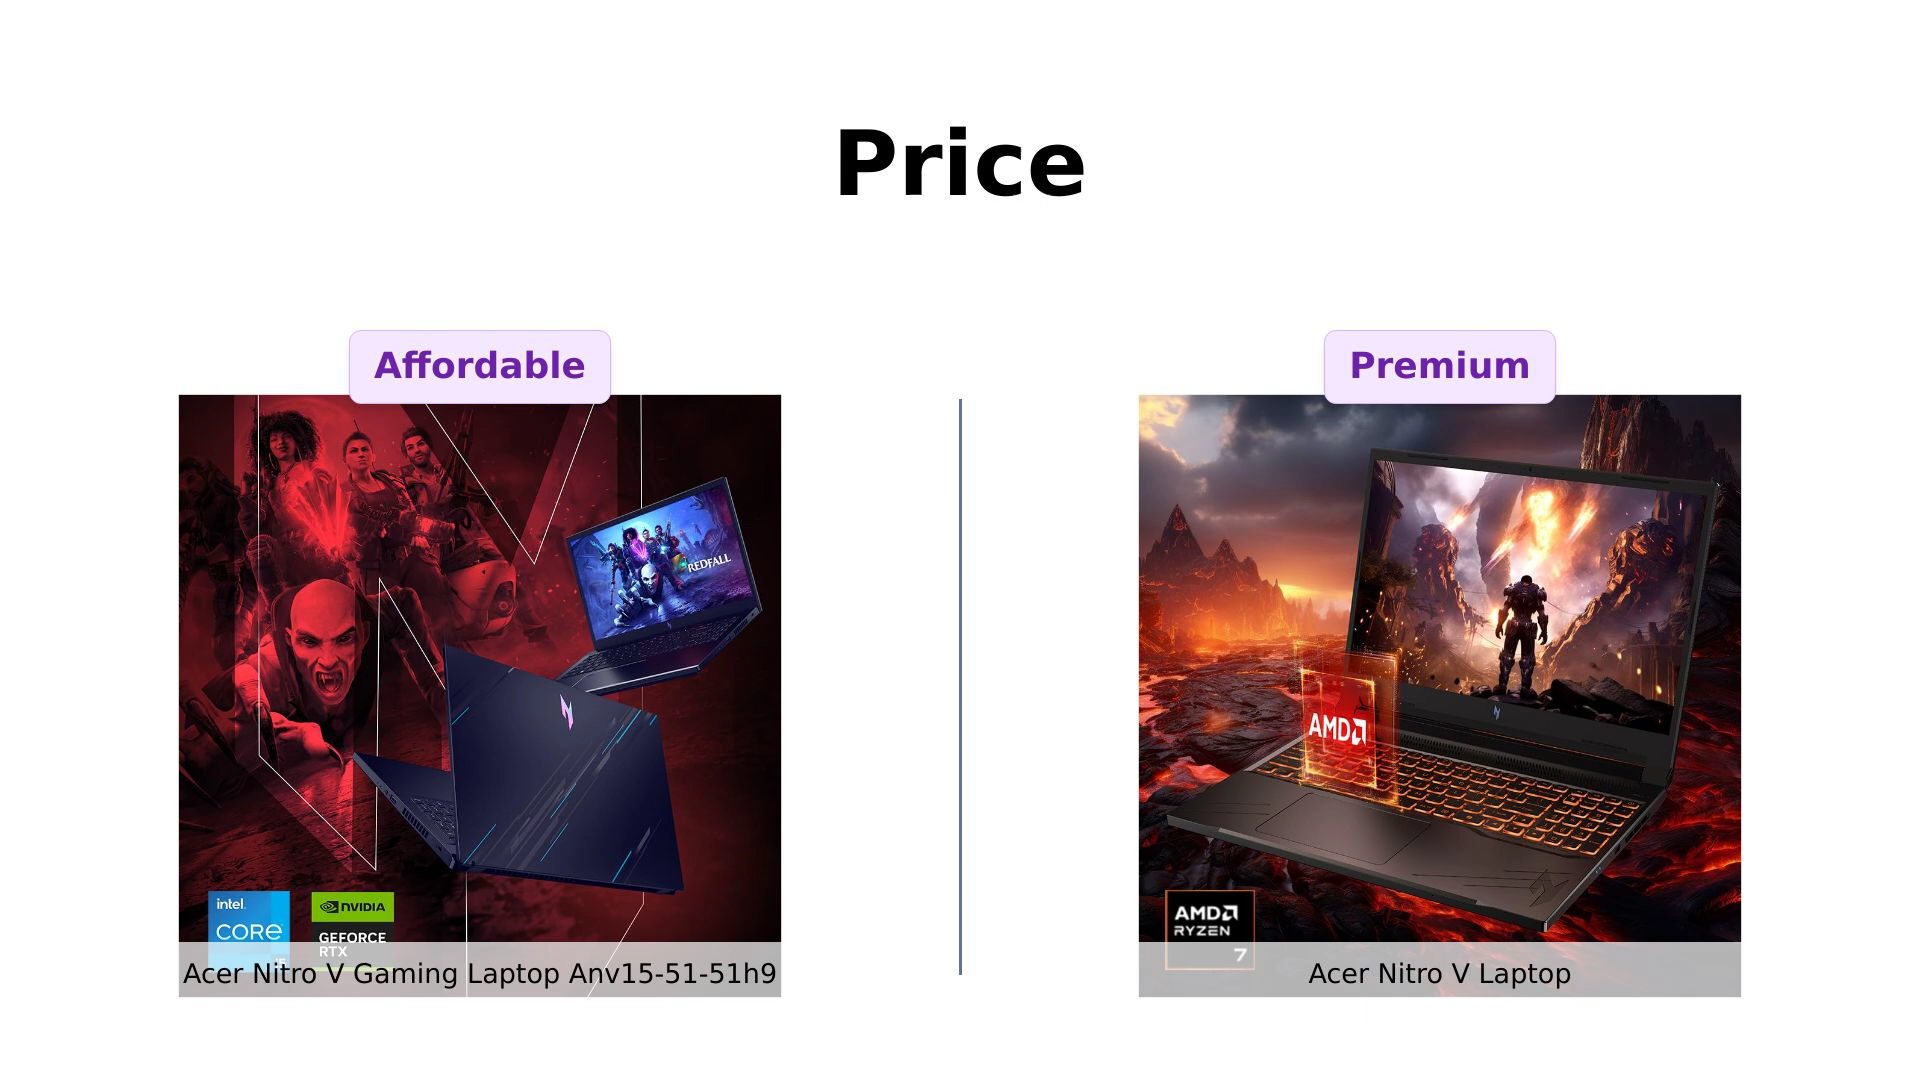 Price
Affordable
Premium
REDFALL
intel.
CORE
NVIDIA
GEFORCE
RTX
Acer Nitro V Gaming Laptop Anv15-51-51h9
AMD
AMD
RYZEN
7
Acer Nitro V Laptop